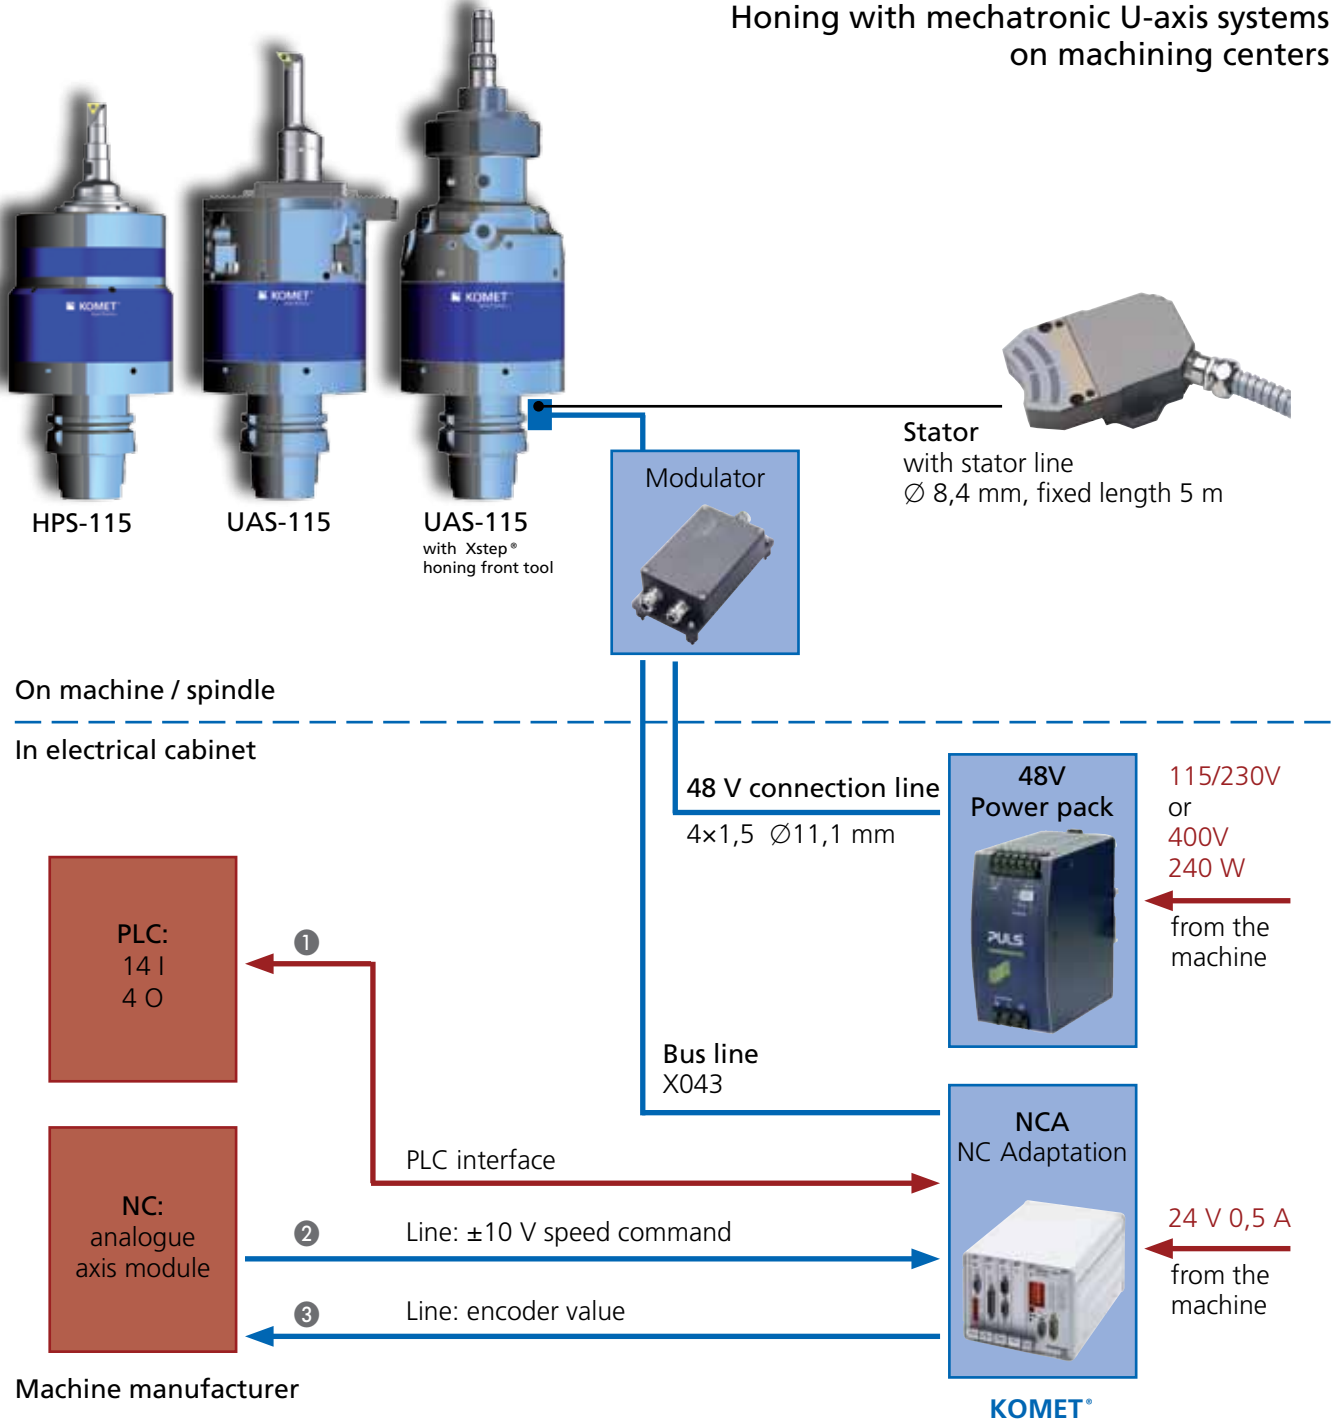 Honing with mechatronic U-axis systems
on machining centers
KOMET
KOMET
KOMET
HPS-115
UAS-115
UAS-115
with Xstep®
honing front tool
Stator
with stator line
∅ 8,4 mm, fixed length 5 m
Modulator
On machine / spindle
In electrical cabinet
48 V connection line
4×1,5 ∅11,1 mm
48V
Power pack
PULS
115/230V
or
400V
240 W
from the
machine
PLC:
14 I
4 O
1
Bus line
X043
NCA
NC Adaptation
PLC interface
NC:
analogue
axis module
2 Line: ±10 V speed command
3 Line: encoder value
24 V 0,5 A
from the
machine
Machine manufacturer
KOMET®